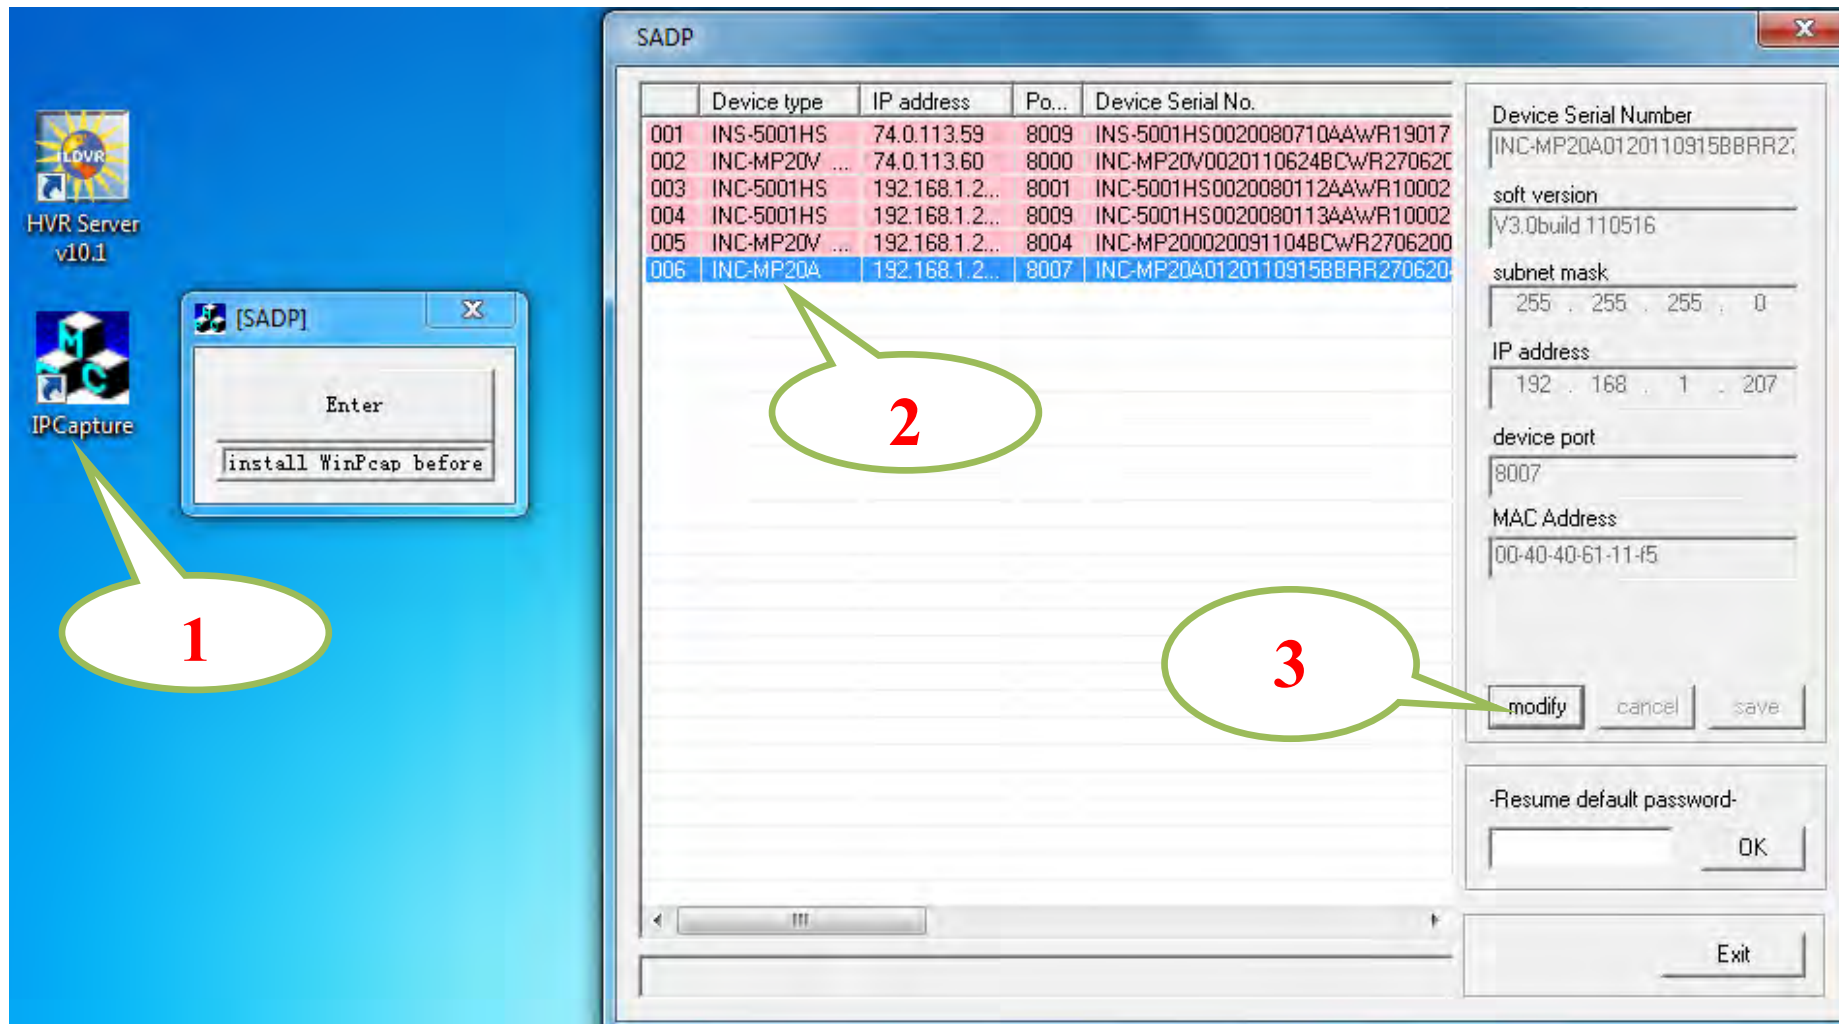 HVR Server
v10.1
IPCapture
[SADP]
Enter
install WinPcap before
1
SADP
Device type IP address Po... Device Serial No.
001 INS-5001HS 74.0.113.59 8009 INS-5001HS0020080710AAWR19017
002 INC-MP20V ... 74.0.113.60 8000 INC-MP20V0020110624BCWR270620
003 INC-5001HS 192.168.1.2... 8001 INC-5001HS0020080112AAWR10002
004 INC-5001HS 192.168.1.2... 8009 INC-5001HS0020080113AAWR10002
005 INC-MP20V ... 192.168.1.2... 8004 INC-MP200020091104BCWR2706200
006 INC-MP20A 192.168.1.2... 8007 INC-MP20A0120110915BBRR270620
2
3
Device Serial Number
INC-MP20A0120110915BBRR27
soft version
V3.0build 110516
subnet mask
255 . 255 . 255 . 0
IP address
192 . 168 . 1 . 207
device port
8007
MAC Address
00-40-40-61-11-f5
modify cancel save
-Resume default password-
OK
Exit